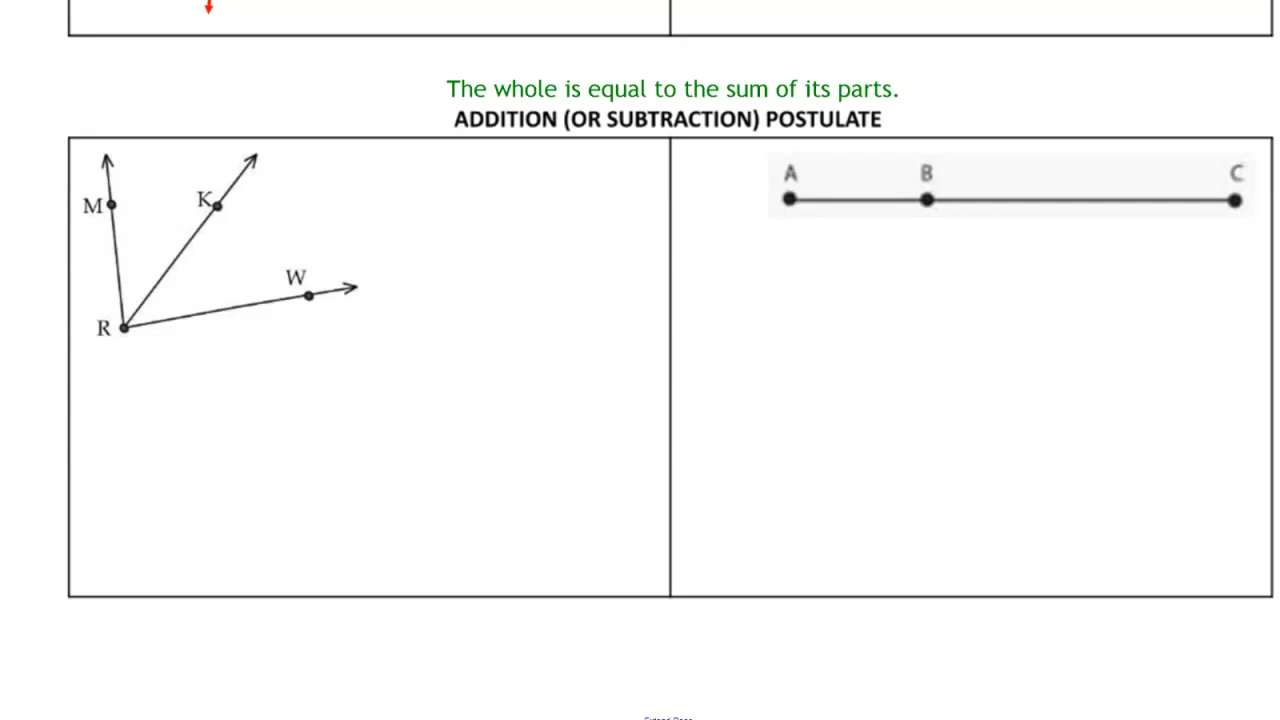 The whole is equal to the sum of its parts.
ADDITION (OR SUBTRACTION) POSTULATE
M
K
W
R
A B C